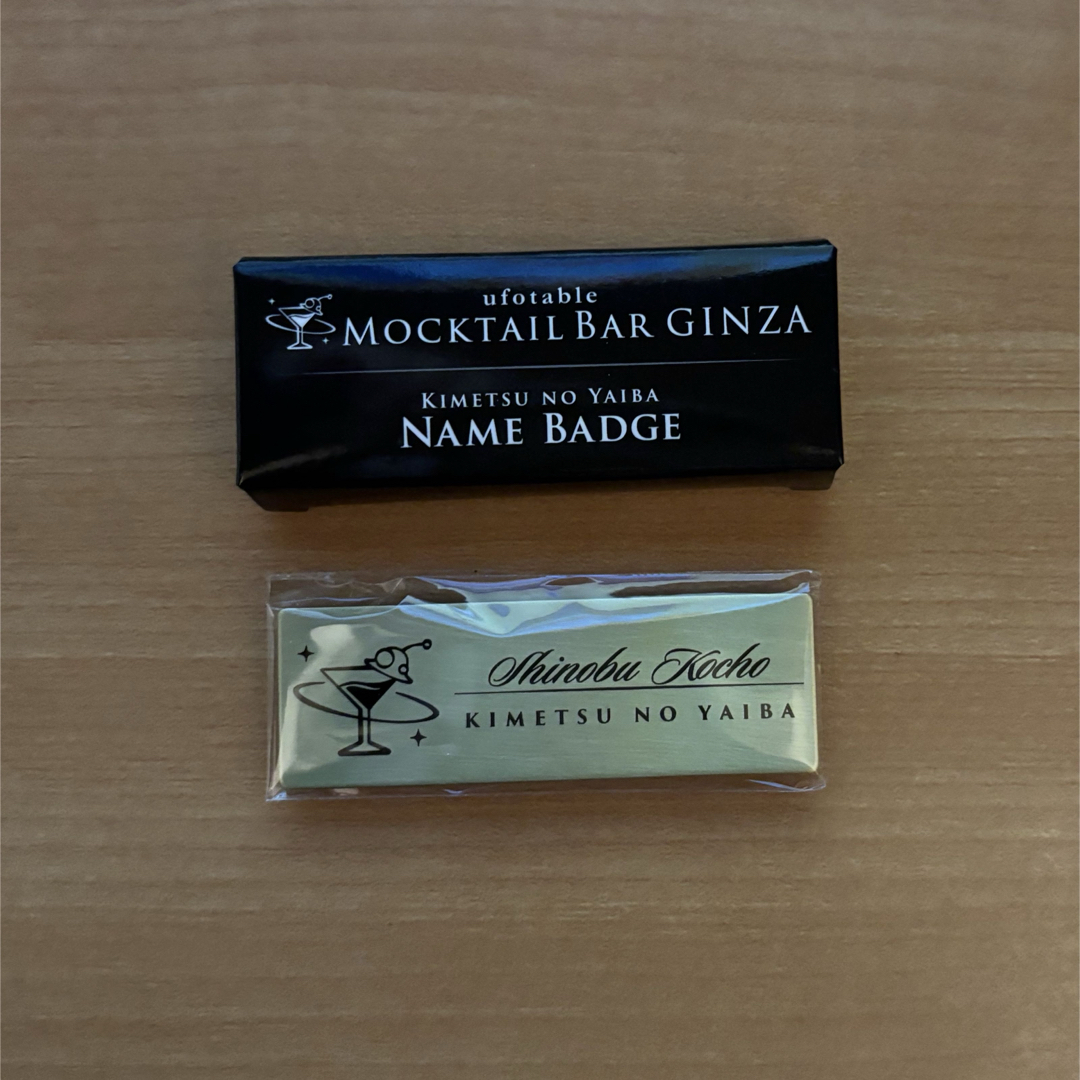 ufotable
MOCKTAIL BAR GINZA
KIMETSU NO YAIBA
NAME BADGE
Shinobu Kocho
KIMETSU NO YAIBA